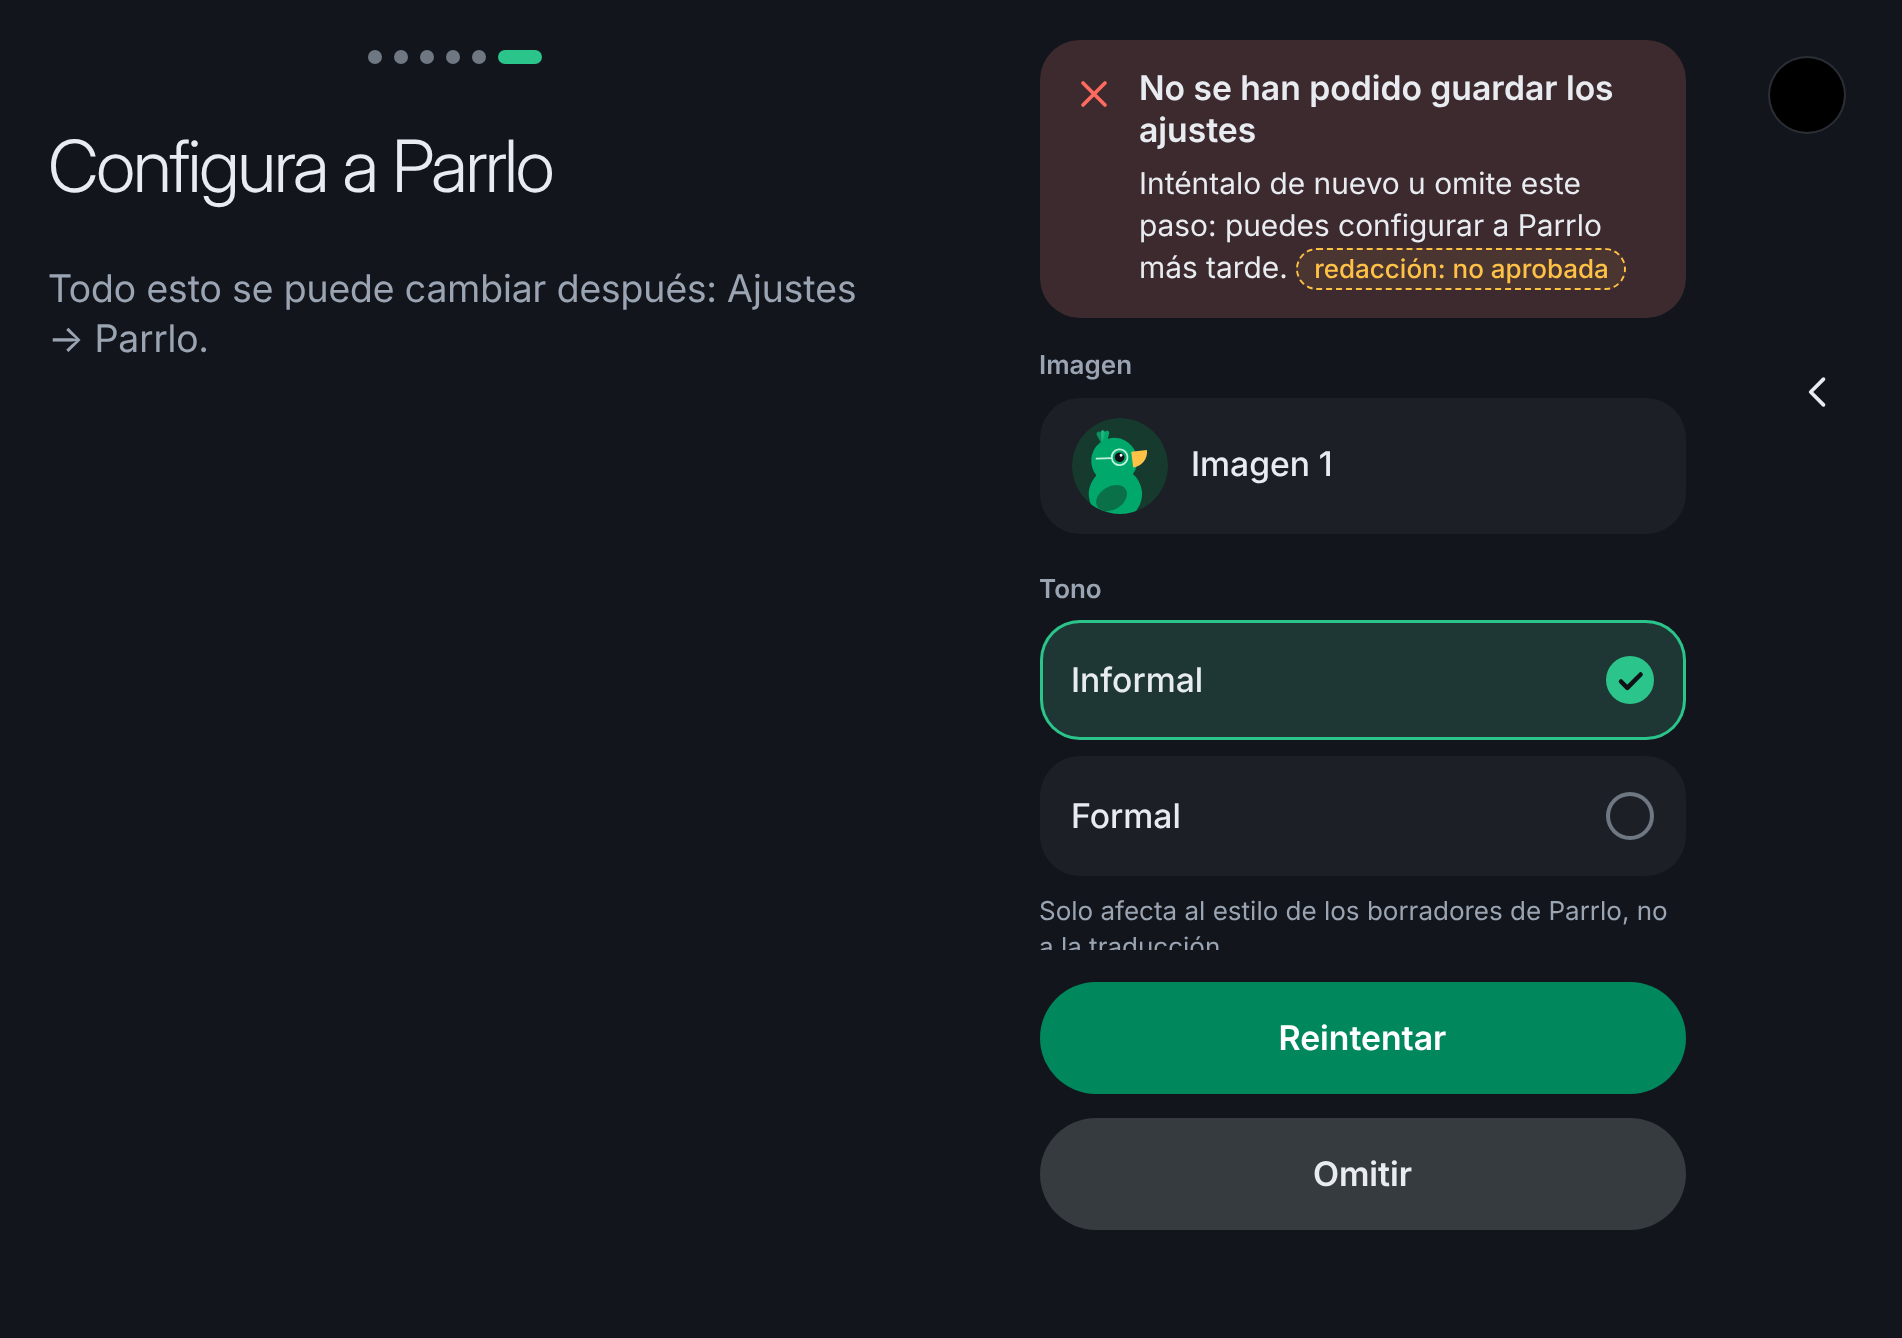 Configura a Parrlo
Todo esto se puede cambiar después: Ajustes
→ Parrlo.
No se han podido guardar los
ajustes
Inténtalo de nuevo u omite este
paso: puedes configurar a Parrlo
más tarde. redacción: no aprobada
Imagen
Imagen 1
Tono
Informal
Formal
Solo afecta al estilo de los borradores de Parrlo, no
a la traducción
Reintentar
Omitir